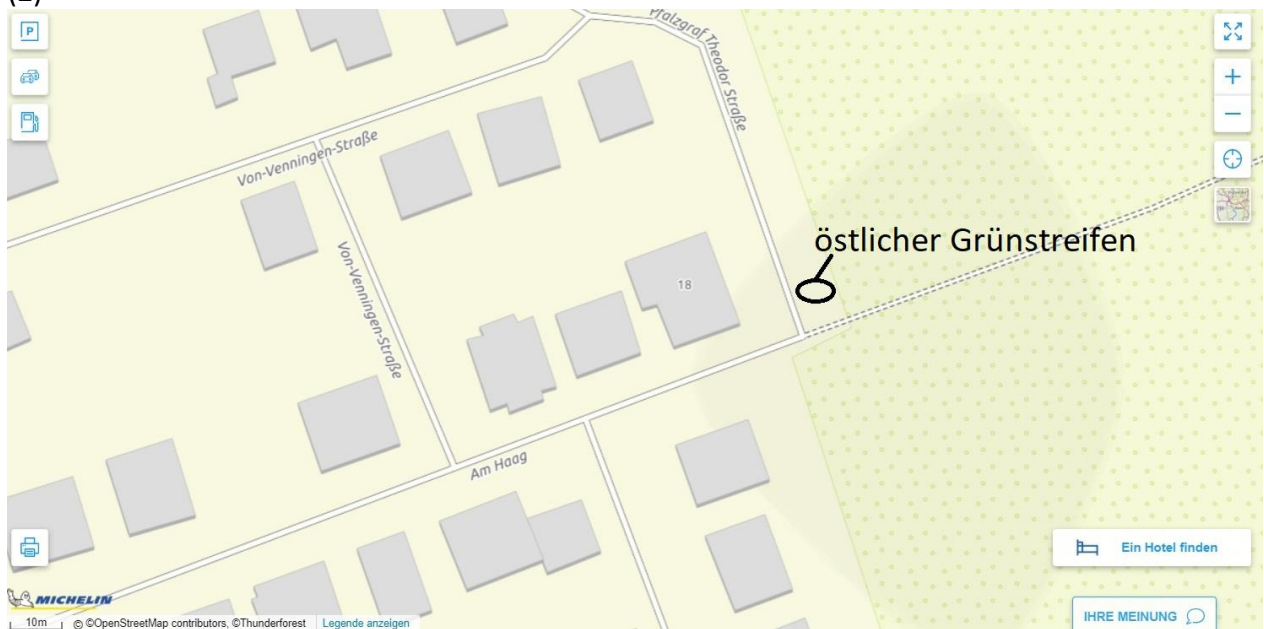 P
Pfalzgraf Theodor Straße
Von-Venningen-Straße
Von-Venningen-Straße
östlicher Grünstreifen
18
Am Haag
Ein Hotel finden
MICHELIN
IHRE MEINUNG
10m © ©OpenStreetMap contributors, ©Thunderforest Legende anzeigen